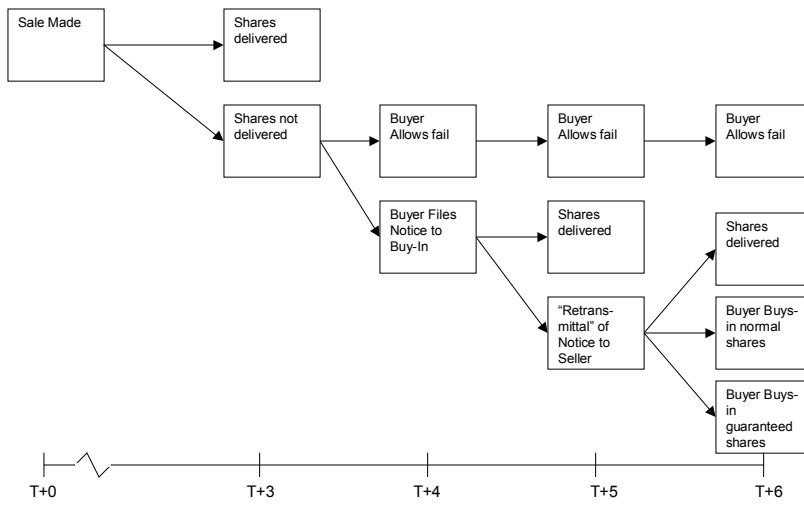 Sale Made
Shares
delivered
Shares not
delivered
Buyer
Allows fail
Buyer
Allows fail
Buyer
Allows fail
Buyer Files
Notice to
Buy-In
Shares
delivered
Shares
delivered
“Retrans-
mittal” of
Notice to
Seller
Buyer Buys-
in normal
shares
Buyer Buys-
in
guaranteed
shares
T+0
T+3
T+4
T+5
T+6